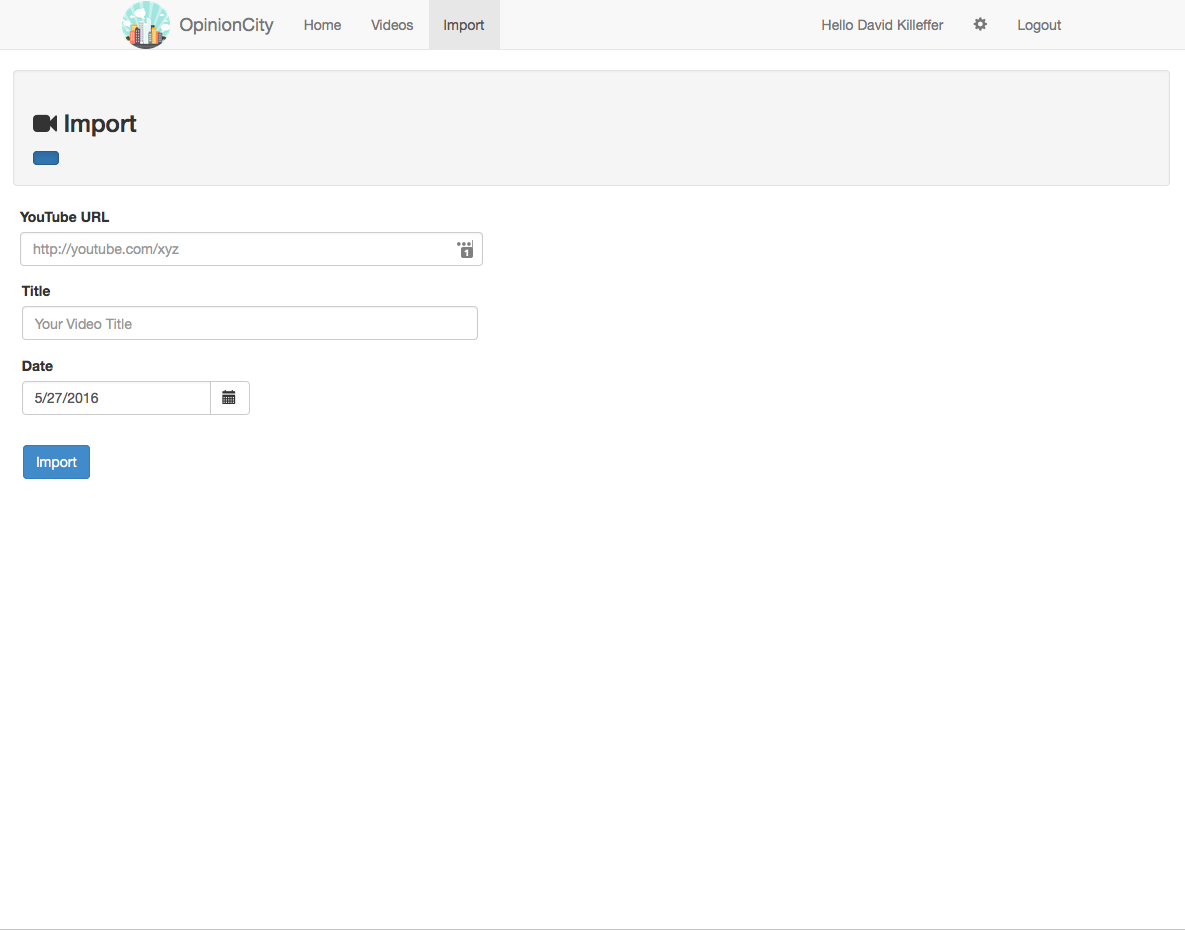 OpinionCity Home Videos Import Hello David Killeffer Logout
Import
YouTube URL
http://youtube.com/xyz 1
Title
Your Video Title
Date
5/27/2016
Import